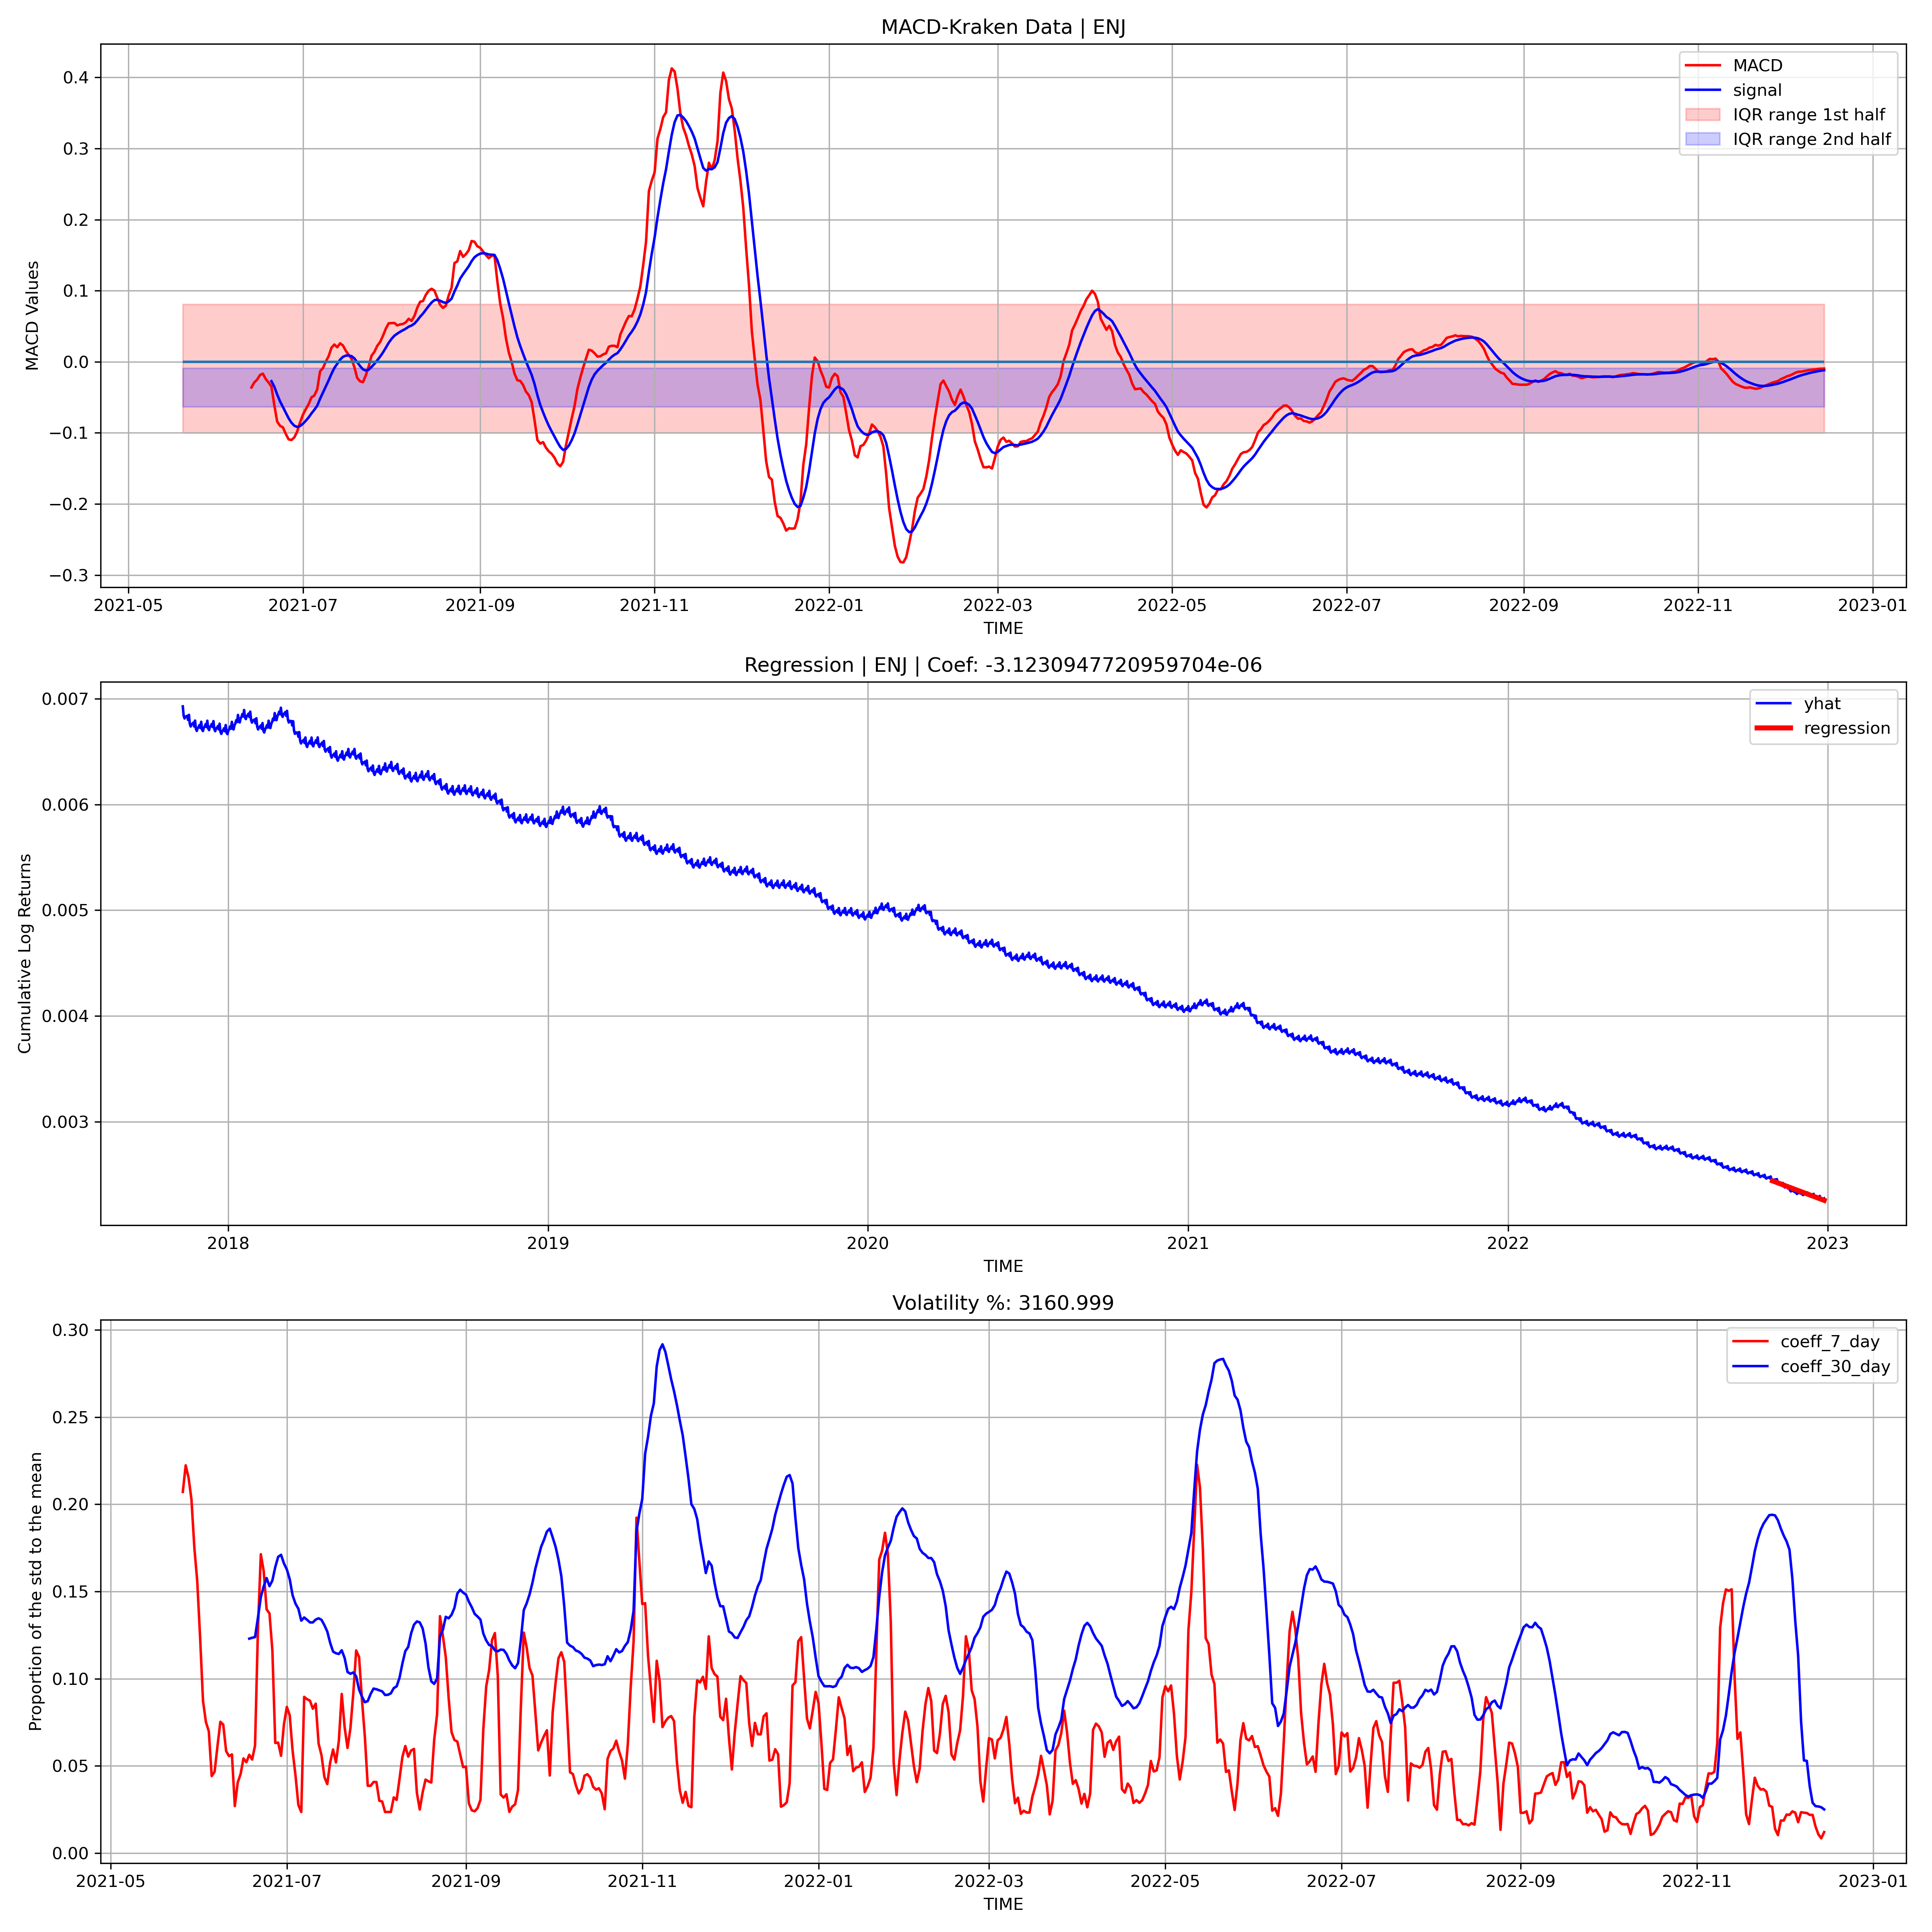 MACD-Kraken Data | ENJ
MACD Values
0.4
0.3
0.2
0.1
0.0
−0.1
−0.2
−0.3
MACD
signal
IQR range 1st half
IQR range 2nd half
2021-05 2021-07 2021-09 2021-11 2022-01 2022-03 2022-05 2022-07 2022-09 2022-11 2023-01
TIME
Regression | ENJ | Coef: -3.1230947720959704e-06
Cumulative Log Returns
0.007
0.006
0.005
0.004
0.003
yhat
regression
2018 2019 2020 2021 2022 2023
TIME
Volatility %: 3160.999
Proportion of the std to the mean
0.30
0.25
0.20
0.15
0.10
0.05
0.00
coeff_7_day
coeff_30_day
2021-05 2021-07 2021-09 2021-11 2022-01 2022-03 2022-05 2022-07 2022-09 2022-11 2023-01
TIME